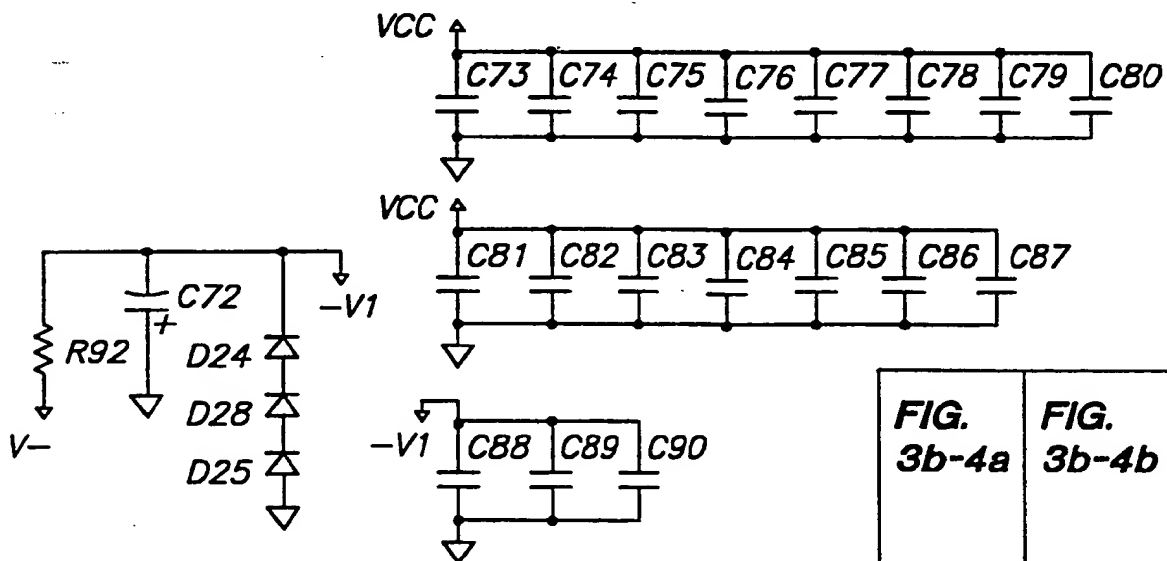 VCC
C73 C74 C75 C76 C77 C78 C79 C80
VCC
C81 C82 C83 C84 C85 C86 C87
C72
+
-V1
R92
D24
V-
D28
D25
-V1
C88 C89 C90
FIG. 3b-4a
FIG. 3b-4b